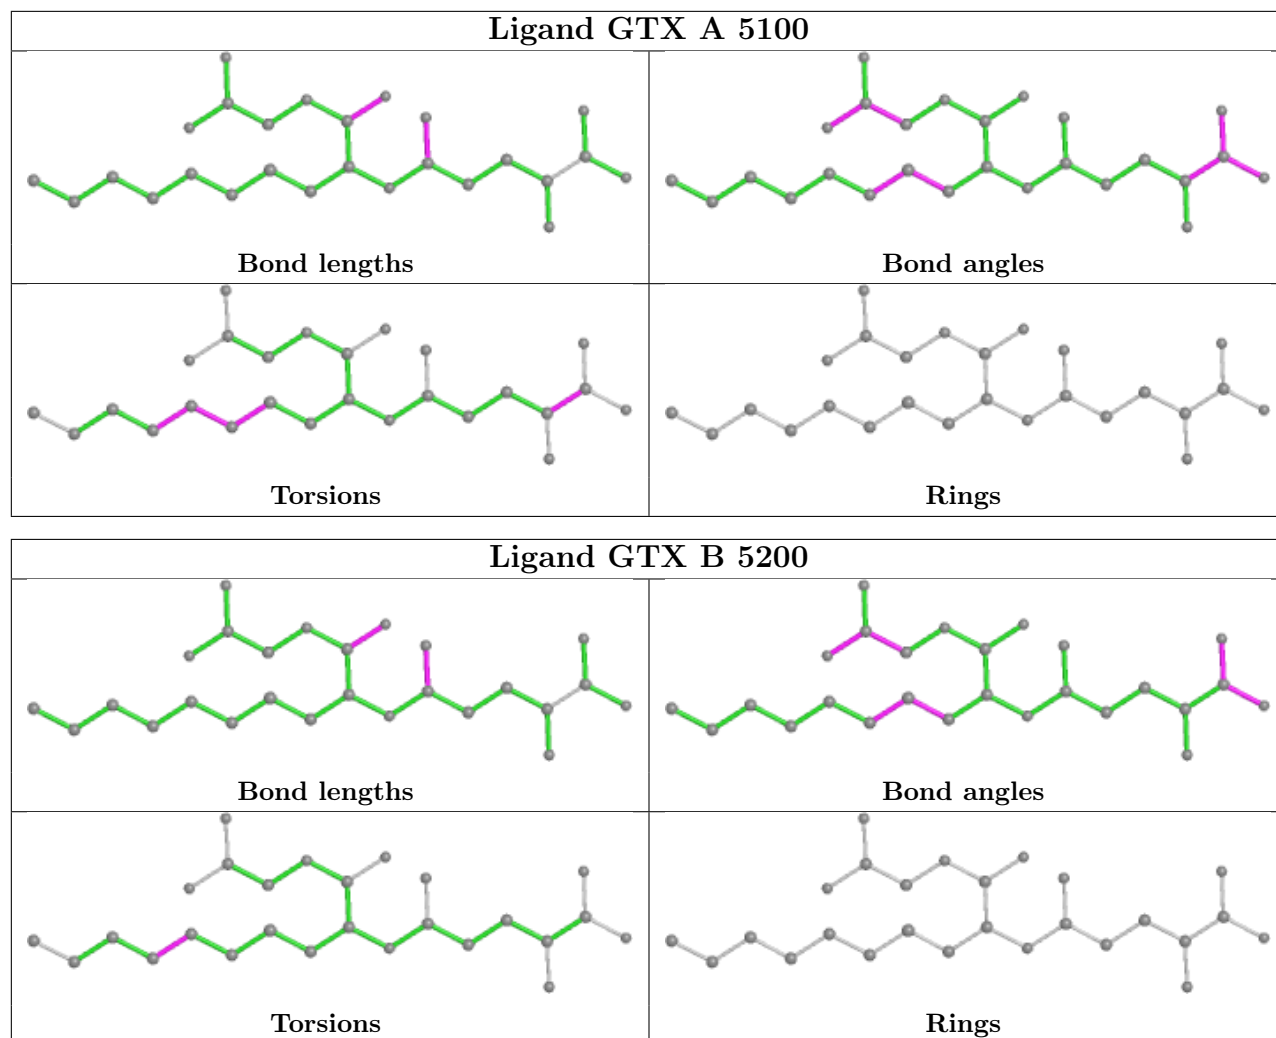 Ligand GTX A 5100
Bond lengths
Bond angles
Torsions
Rings
Ligand GTX B 5200
Bond lengths
Bond angles
Torsions
Rings